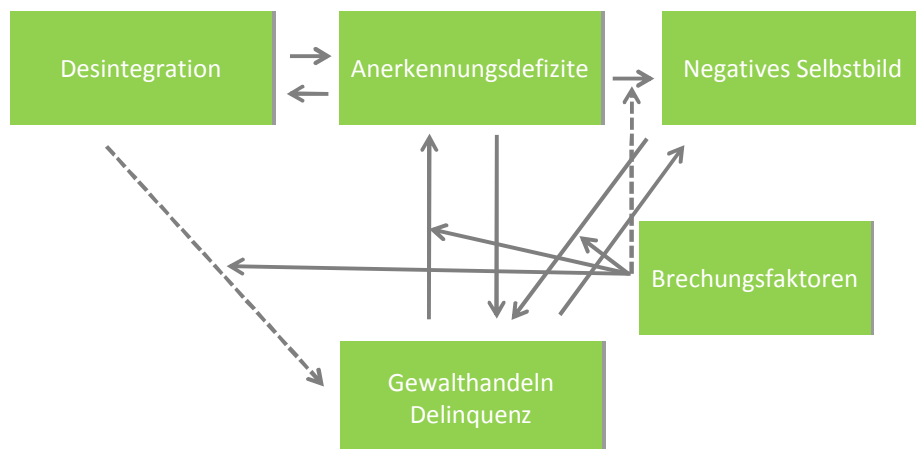 Desintegration
Anerkennungsdefizite
Negatives Selbstbild
Brechungsfaktoren
Gewalthandeln
Delinquenz